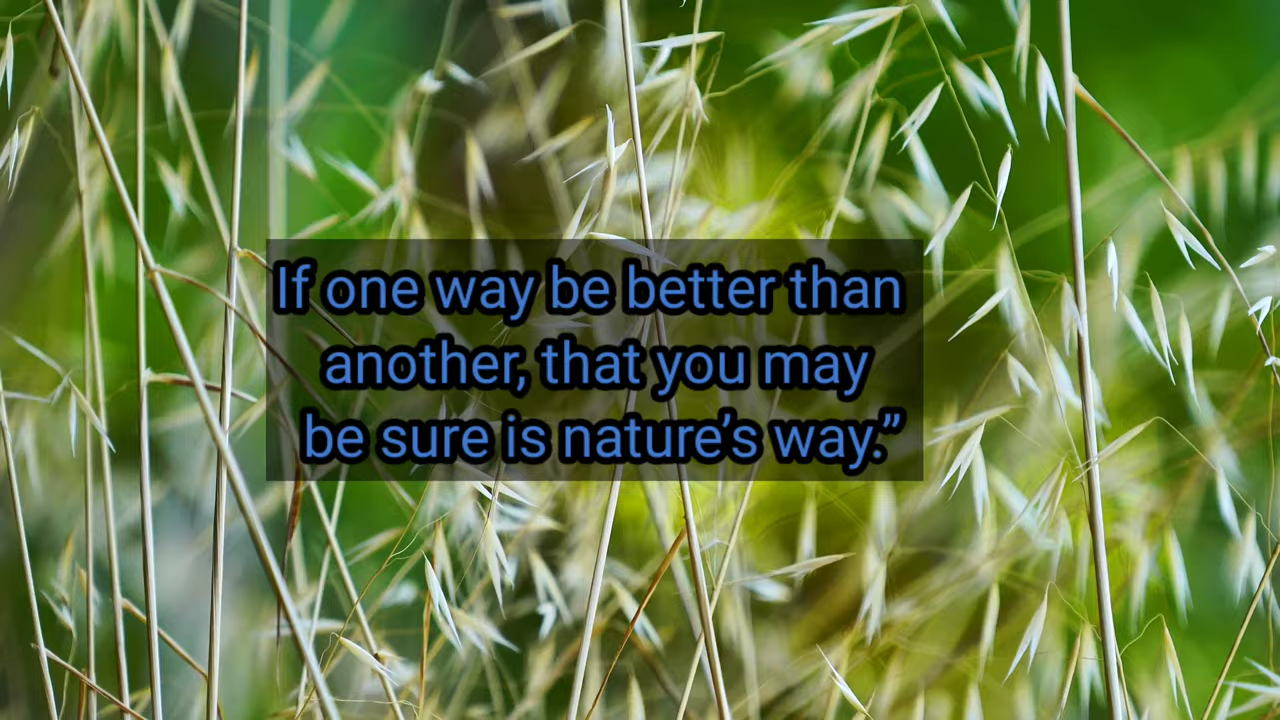 If one way be better than
another, that you may
be sure is nature’s way.”